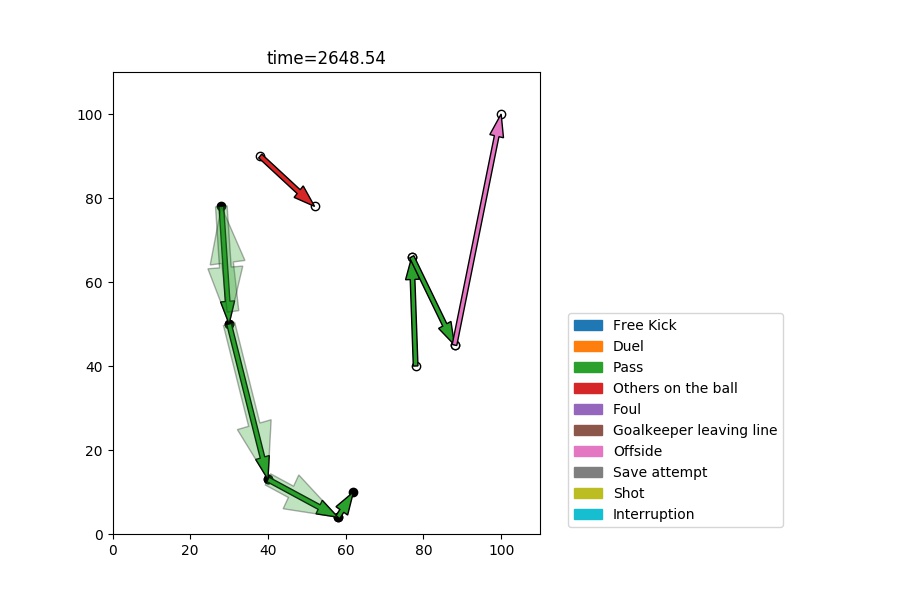 time=2648.54
100
80
60
40
20
0
0 20 40 60 80 100
Free Kick
Duel
Pass
Others on the ball
Foul
Goalkeeper leaving line
Offside
Save attempt
Shot
Interruption